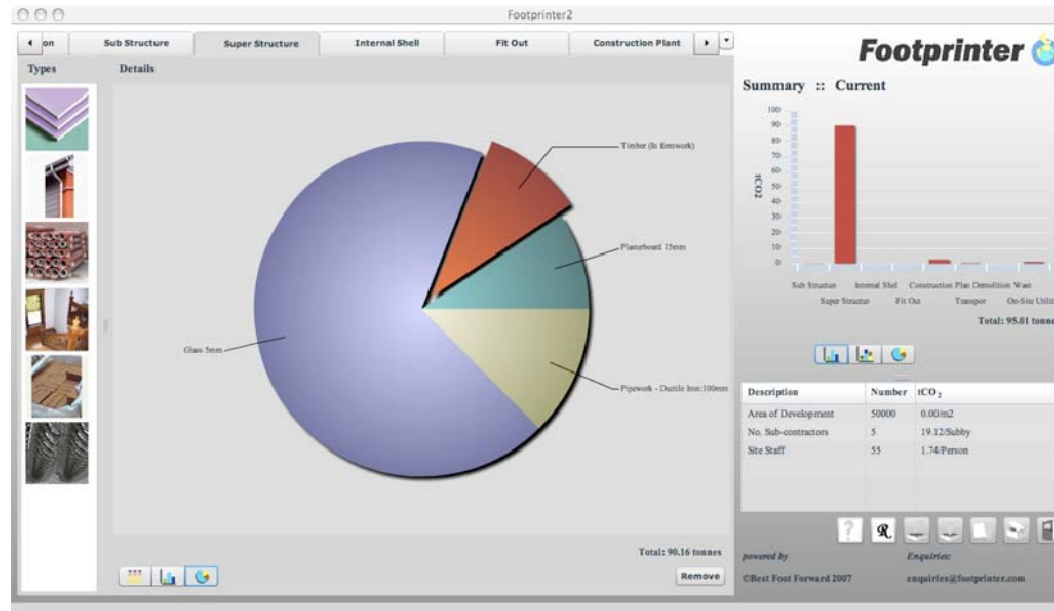 Footprinter2
on Sub Structure Super Structure Internal Shell Fit Out Construction Plant
Types Details
Timber (In formwork)
Plasterboard 15mm
Glass 5mm
Pipework - Ductile Iron:100mm
Total: 90.16 tonnes
Remove
Footprinter
Summary :: Current
tCO2
100
90
80
70
60
50
40
30
20
10
0
Sub Structur Internal Shel Construction Plan Demolition Wast
Super Structur Fit Out Transpor On-Site Utilit
Total: 95.01 tonne
Description Number tCO2
Area of Development 50000 0.00/m2
No. Sub-contractors 5 19.12/Subby
Site Staff 55 1.74/Person
? R
powered By Enquiries:
©Best Foot Forward 2007 enquiries@footprinter.com